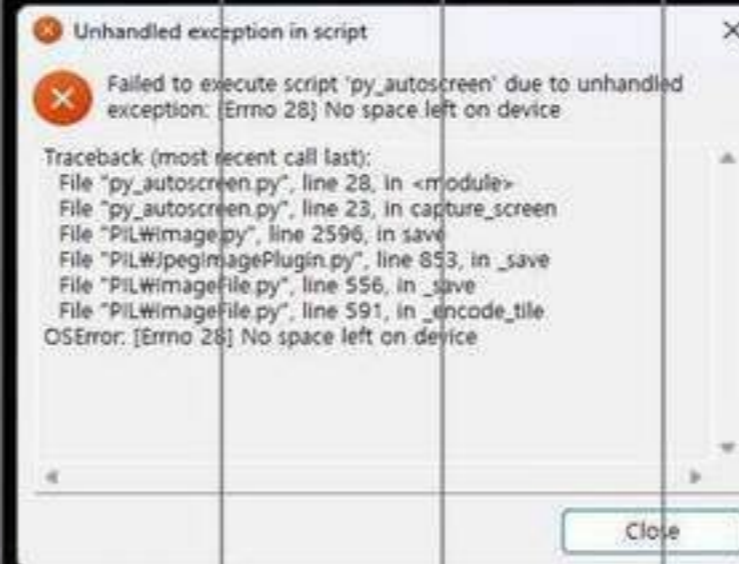 Unhandled exception in script
Failed to execute script 'py_autoscreen' due to unhandled
exception: [Errno 28] No space left on device
Traceback (most recent call last):
File "py_autoscreen.py", line 28, in <module>
File "py_autoscreen.py", line 23, in capture_screen
File "PIL₩Image.py", line 2596, in save
File "PIL₩JpegImagePlugin.py", line 853, in _save
File "PIL₩ImageFile.py", line 556, in _save
File "PIL₩ImageFile.py", line 591, in _encode_tile
OSError: [Errno 28] No space left on device
Close